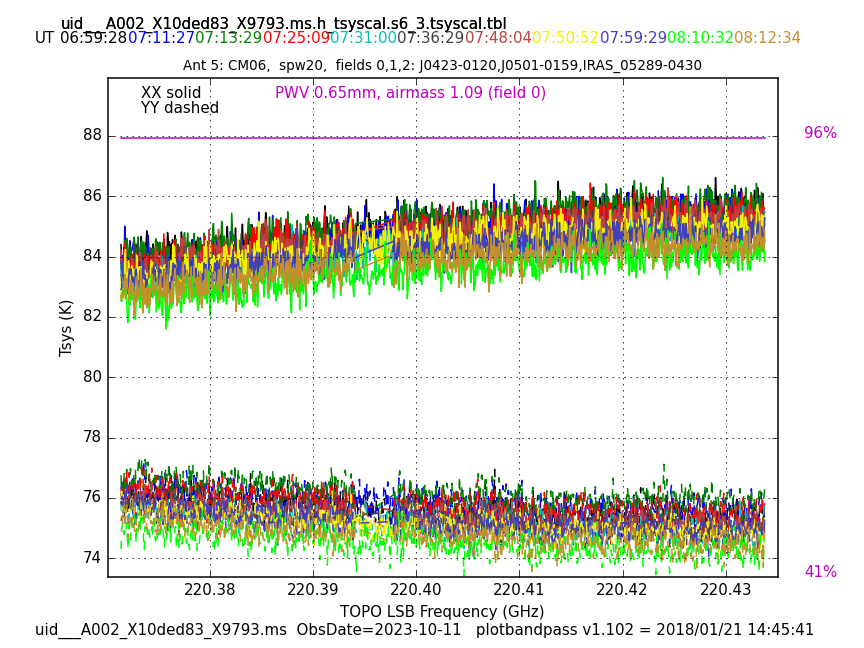 uid___A002_X10ded83_X9793.ms.h_tsyscal.s6_3.tsyscal.tbl
UT 06:59:28 07:11:27 07:13:29 07:25:09 07:31:00 07:36:29 07:48:04 07:50:52 07:59:29 08:10:32 08:12:34
Ant 5: CM06,  spw20,  fields 0,1,2: J0423-0120,J0501-0159,IRAS_05289-0430
XX solid
PWV 0.65mm, airmass 1.09 (field 0)
YY dashed
96%
88
86
84
82
80
78
76
74
Tsys (K)
41%
220.38 220.39 220.40 220.41 220.42 220.43
TOPO LSB Frequency (GHz)
uid___A002_X10ded83_X9793.ms  ObsDate=2023-10-11   plotbandpass v1.102 = 2018/01/21 14:45:41